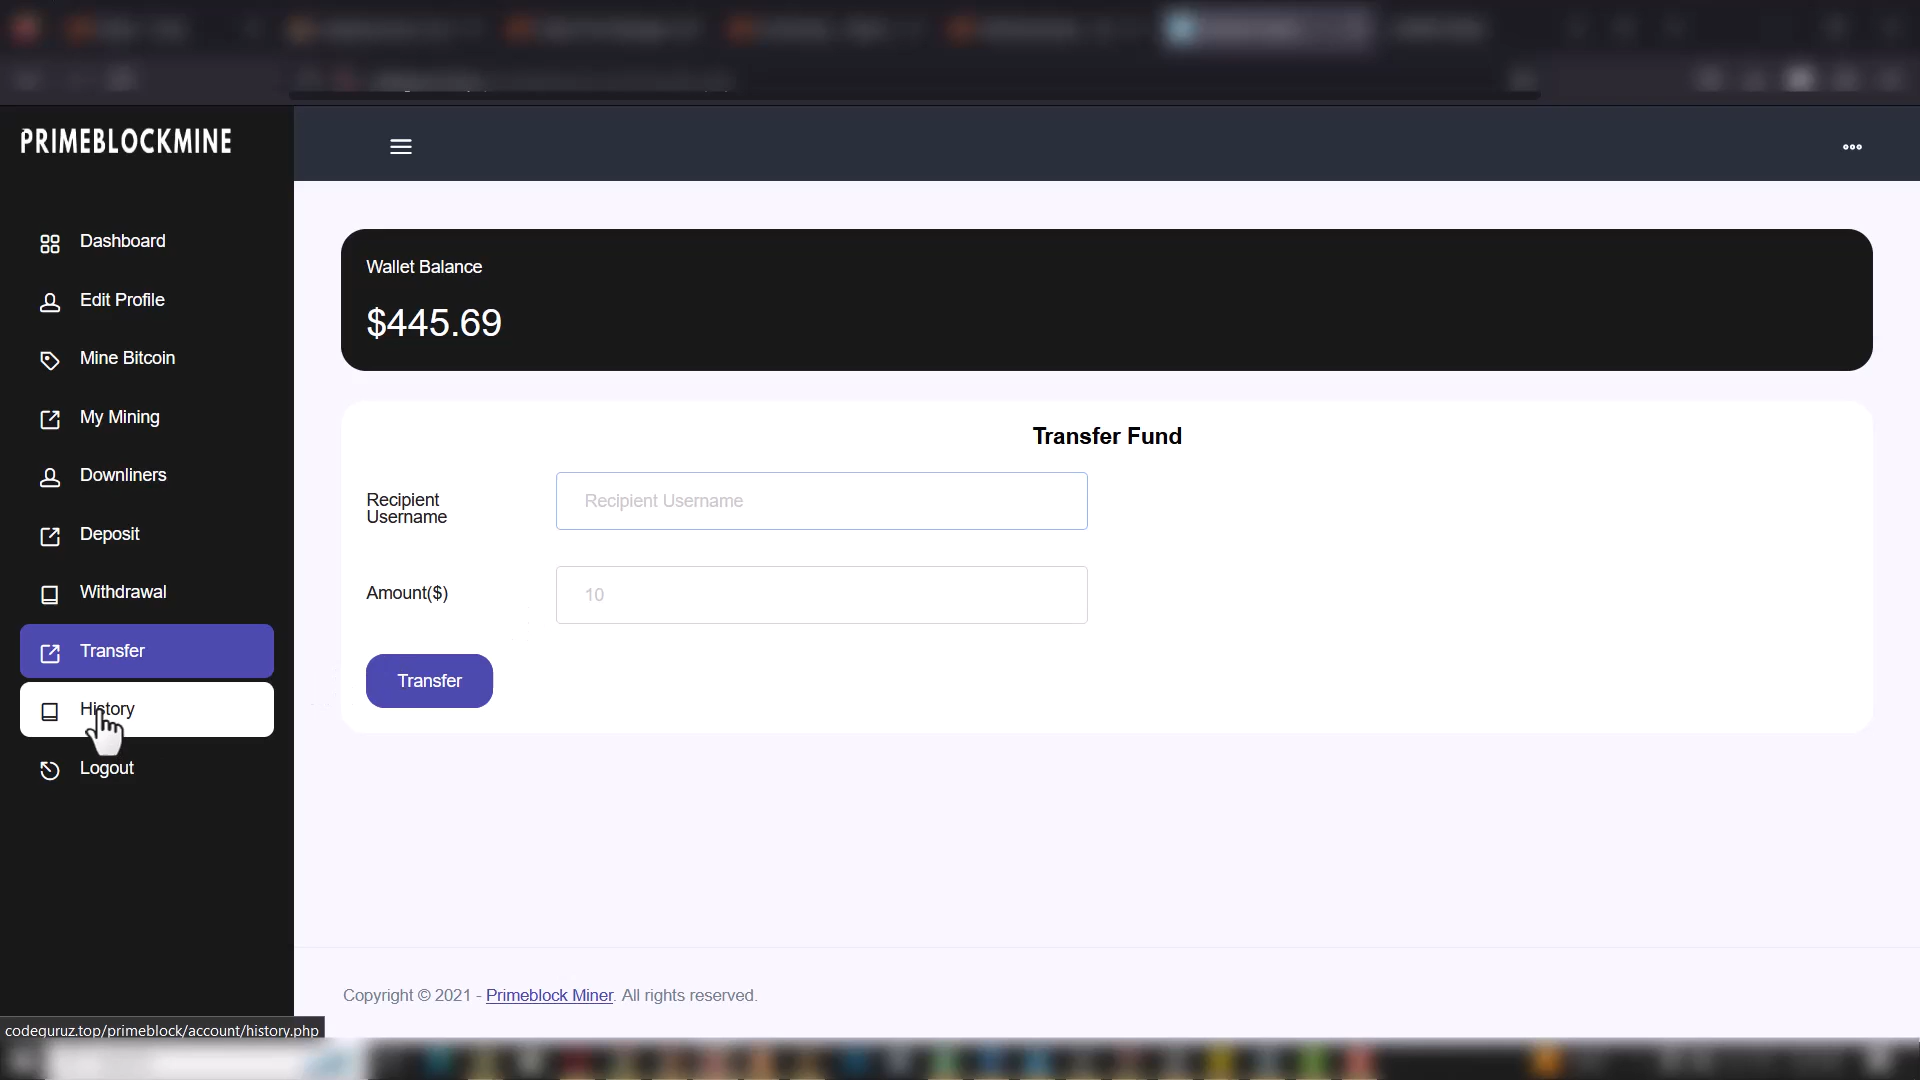 PRIMEBLOCKMINE
Dashboard
Edit Profile
Mine Bitcoin
My Mining
Downliners
Deposit
Withdrawal
Transfer
History
Logout
Wallet Balance
$445.69
Transfer Fund
Recipient
Username
Recipient Username
Amount($)
10
Transfer
Copyright © 2021 - Primeblock Miner. All rights reserved.
codeguruz.top/primeblock/account/history.php